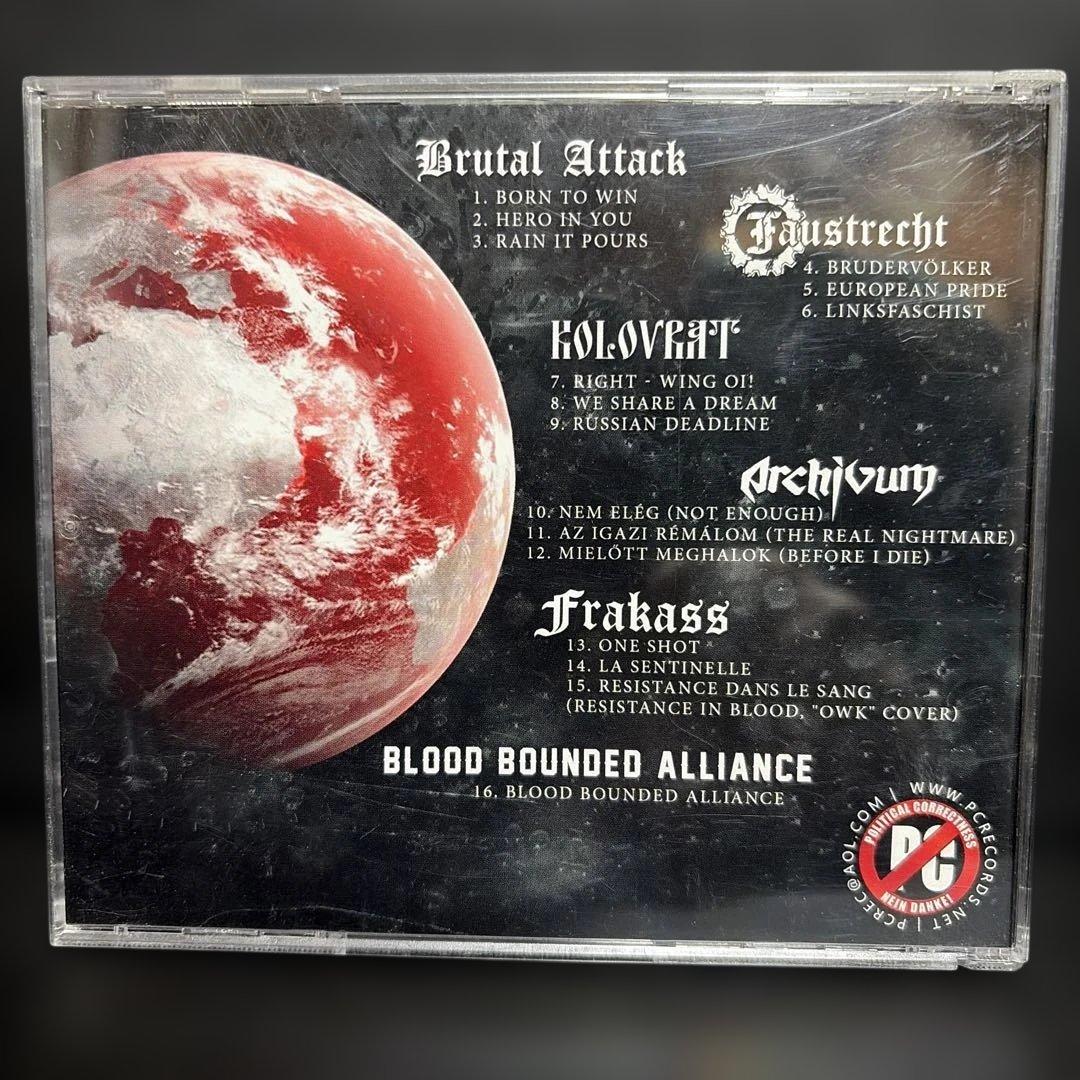 Brutal Attack
1. BORN TO WIN
2. HERO IN YOU
3. RAIN IT POURS
Faustrecht
4. BRUDERVÖLKER
5. EUROPEAN PRIDE
6. LINKSFASCHIST
KOLOVRAT
7. RIGHT - WING OI!
8. WE SHARE A DREAM
9. RUSSIAN DEADLINE
Archivum
10. NEM ELÉG (NOT ENOUGH)
11. AZ IGAZI RÉMÁLOM (THE REAL NIGHTMARE)
12. MIELŐTT MEGHALOK (BEFORE I DIE)
Frakass
13. ONE SHOT
14. LA SENTINELLE
15. RESISTANCE DANS LE SANG
(RESISTANCE IN BLOOD, "OWK" COVER)
BLOOD BOUNDED ALLIANCE
16. BLOOD BOUNDED ALLIANCE
PCREC@AOL.COM | WWW.PCRECORDS.NET |
POLITICAL CORRECTNESS
PC
NEIN DANKE!